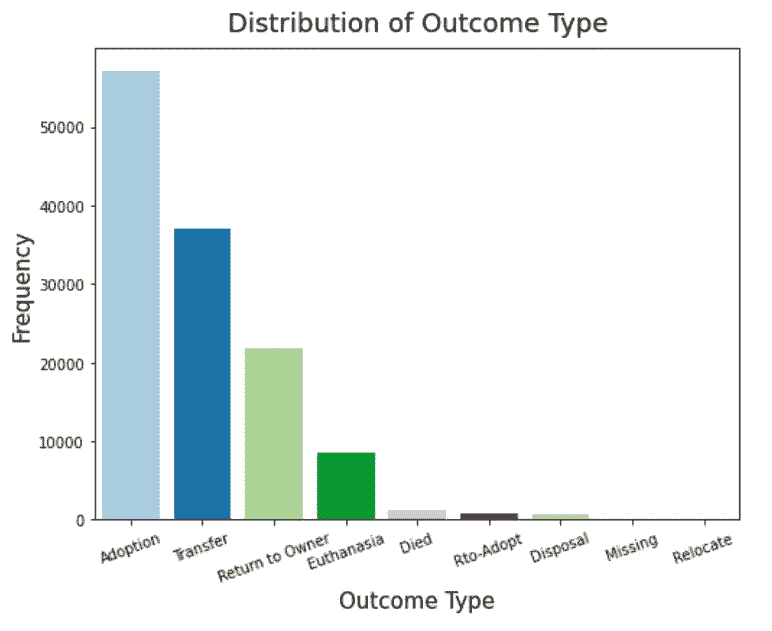 Distribution of Outcome Type
50000
40000
30000
20000
10000
0
Frequency
Adoption
Transfer
Return to Owner
Euthanasia
Died
Rto-Adopt
Disposal
Missing
Relocate
Outcome Type